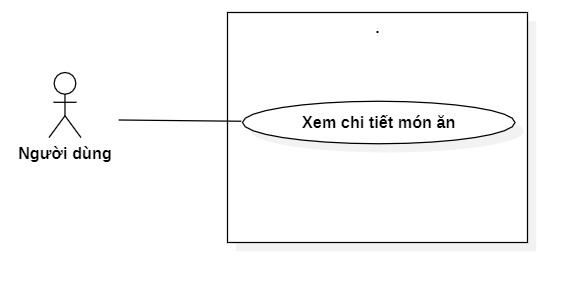 .
Xem chi tiết món ăn
Người dùng